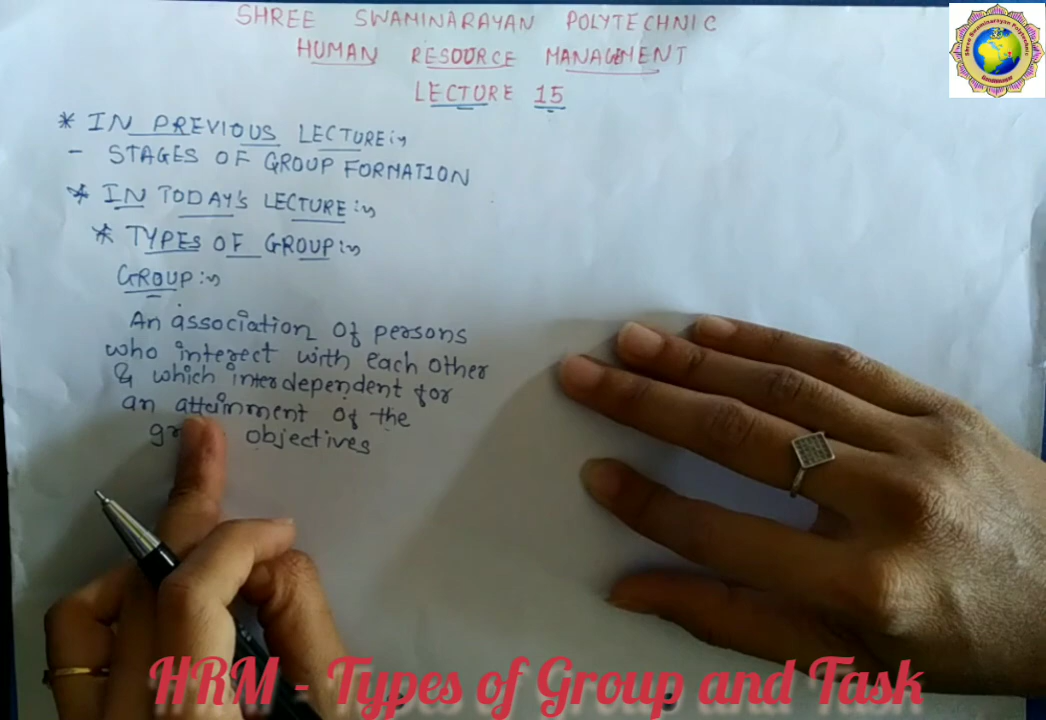 SHREE SWAMINARAYAN POLYTECHNIC
HUMAN RESOURCE MANAGEMENT
LECTURE 15
* IN PREVIOUS LECTURE :-
- STAGES OF GROUP FORMATION
* IN TODAY'S LECTURE :-
* TYPES OF GROUP :-
GROUP :-
An association of persons
who interect with each other
& which interdependent for
an attainment of the
objectives
HRM - Types of Group and Task